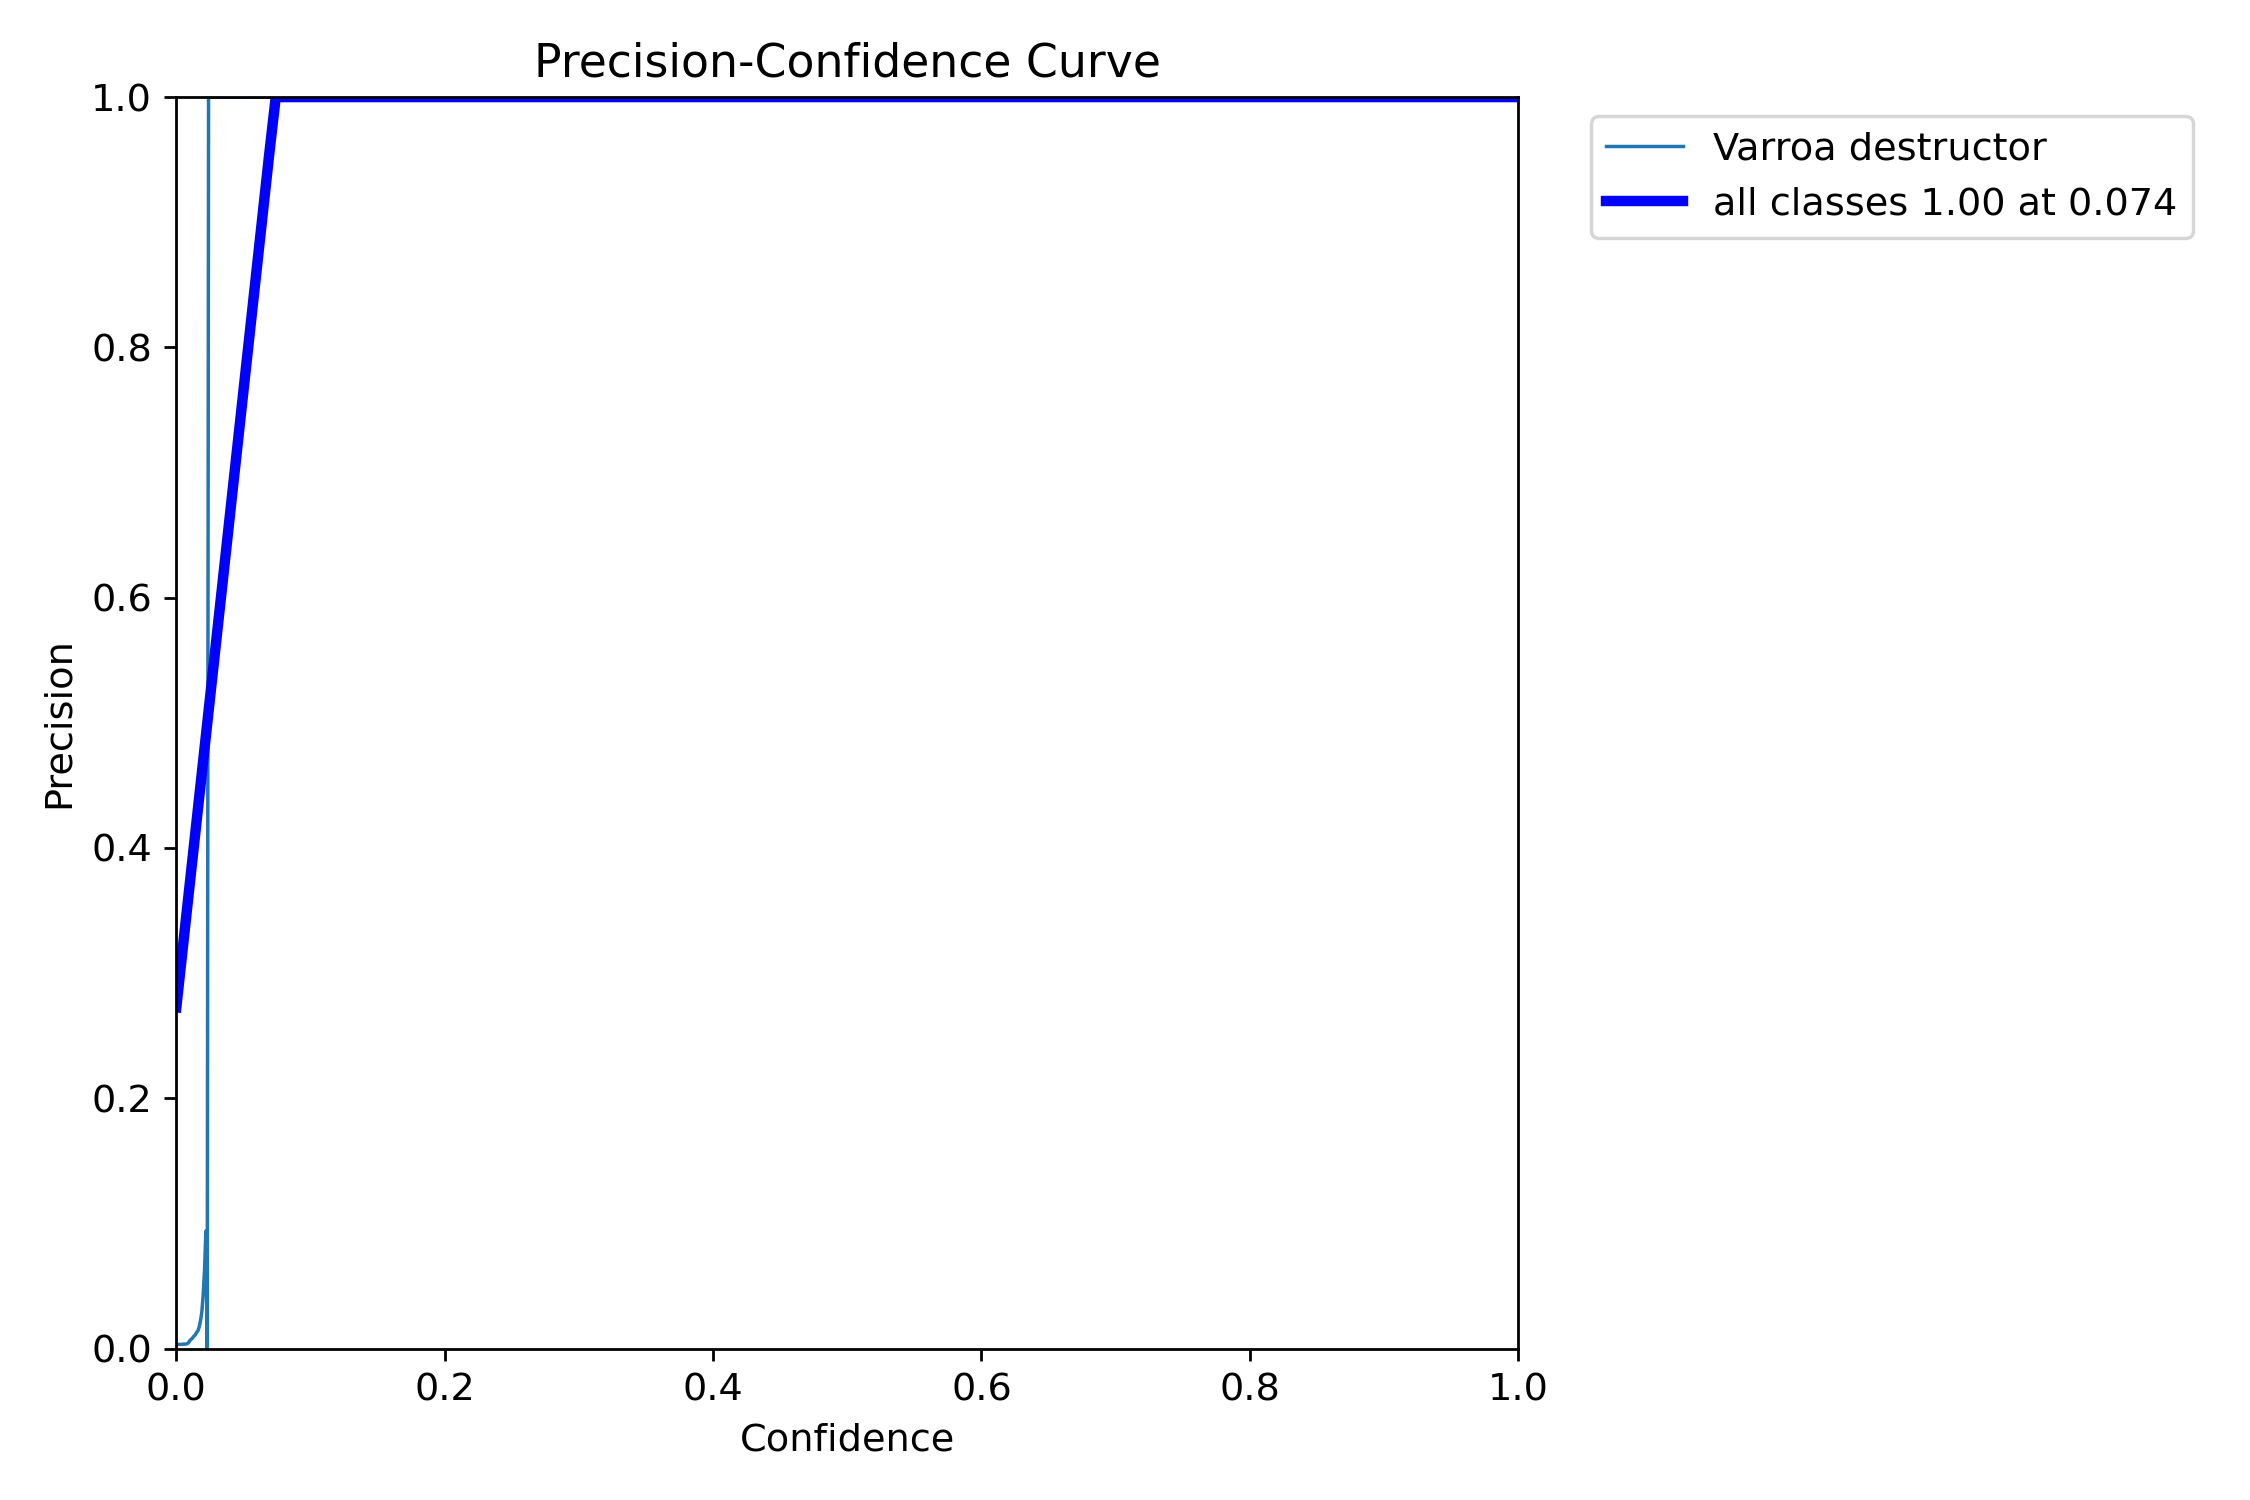 Precision-Confidence Curve
1.0
0.8
0.6
0.4
0.2
0.0
Precision
0.0 0.2 0.4 0.6 0.8 1.0
Confidence
Varroa destructor
all classes 1.00 at 0.074